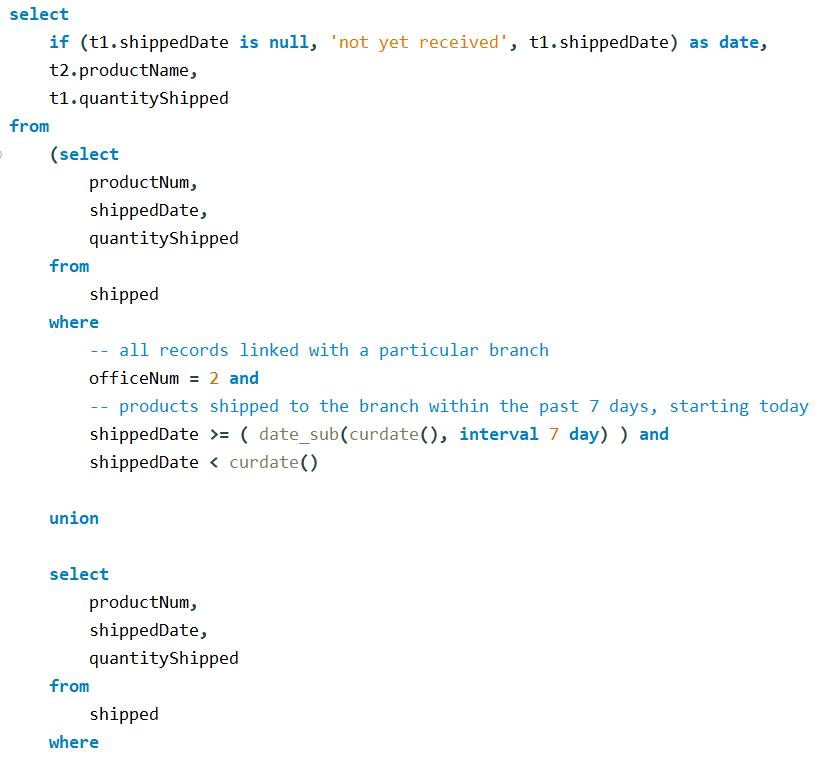 select
    if (t1.shippedDate is null, 'not yet received', t1.shippedDate) as date,
    t2.productName,
    t1.quantityShipped
from
    (select
        productNum,
        shippedDate,
        quantityShipped
    from
        shipped
    where
        -- all records linked with a particular branch
        officeNum = 2 and
        -- products shipped to the branch within the past 7 days, starting today
        shippedDate >= ( date_sub(curdate(), interval 7 day) ) and
        shippedDate < curdate()

    union

    select
        productNum,
        shippedDate,
        quantityShipped
    from
        shipped
    where